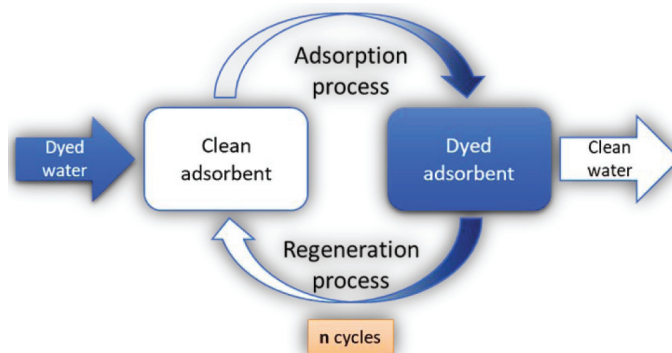 Adsorption
process
Dyed
water
Clean
adsorbent
Dyed
adsorbent
Clean
water
Regeneration
process
n cycles